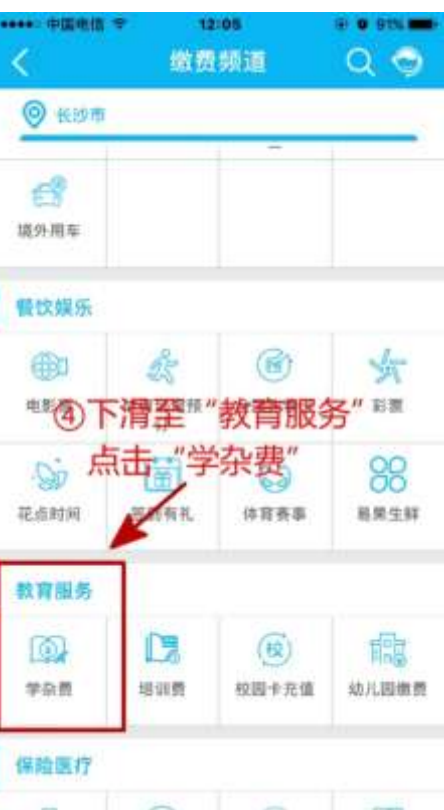 中国电信 12:05 91%
缴费频道
长沙市
境外用车
餐饮娱乐
彩票
④下滑至“教育服务”
点击“学杂费”
花点时间 体育赛事 易果生鲜
教育服务
学杂费 培训费 校园卡充值 幼儿园缴费
保险医疗